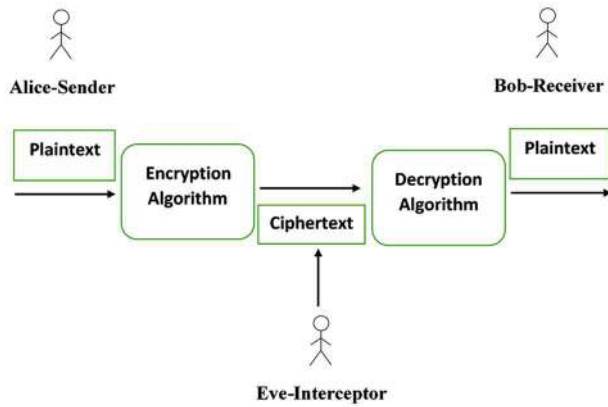 Alice-Sender
Bob-Receiver
Plaintext
Encryption
Algorithm
Ciphertext
Decryption
Algorithm
Plaintext
Eve-Interceptor